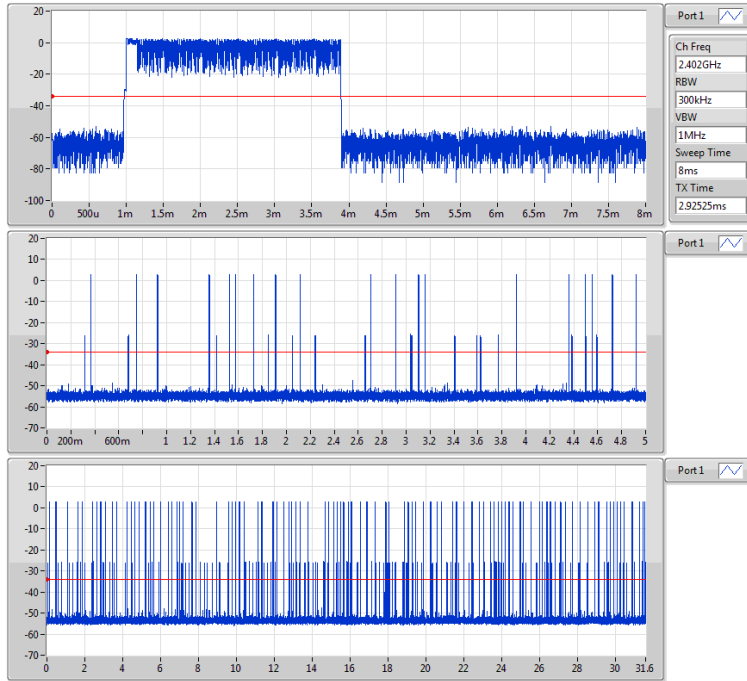 20
0
-20
-40
-60
-80
-100
0 500u 1m 1.5m 2m 2.5m 3m 3.5m 4m 4.5m 5m 5.5m 6m 6.5m 7m 7.5m 8m
Port 1
Ch Freq
2.402GHz
RBW
300kHz
VBW
1MHz
Sweep Time
8ms
TX Time
2.92525ms
20
10
0
-10
-20
-30
-40
-50
-60
-70
0 200m 600m 1 1.2 1.4 1.6 1.8 2 2.2 2.4 2.6 2.8 3 3.2 3.4 3.6 3.8 4 4.2 4.4 4.6 4.8 5
Port 1
20
10
0
-10
-20
-30
-40
-50
-60
-70
0 2 4 6 8 10 12 14 16 18 20 22 24 26 28 30 31.6
Port 1